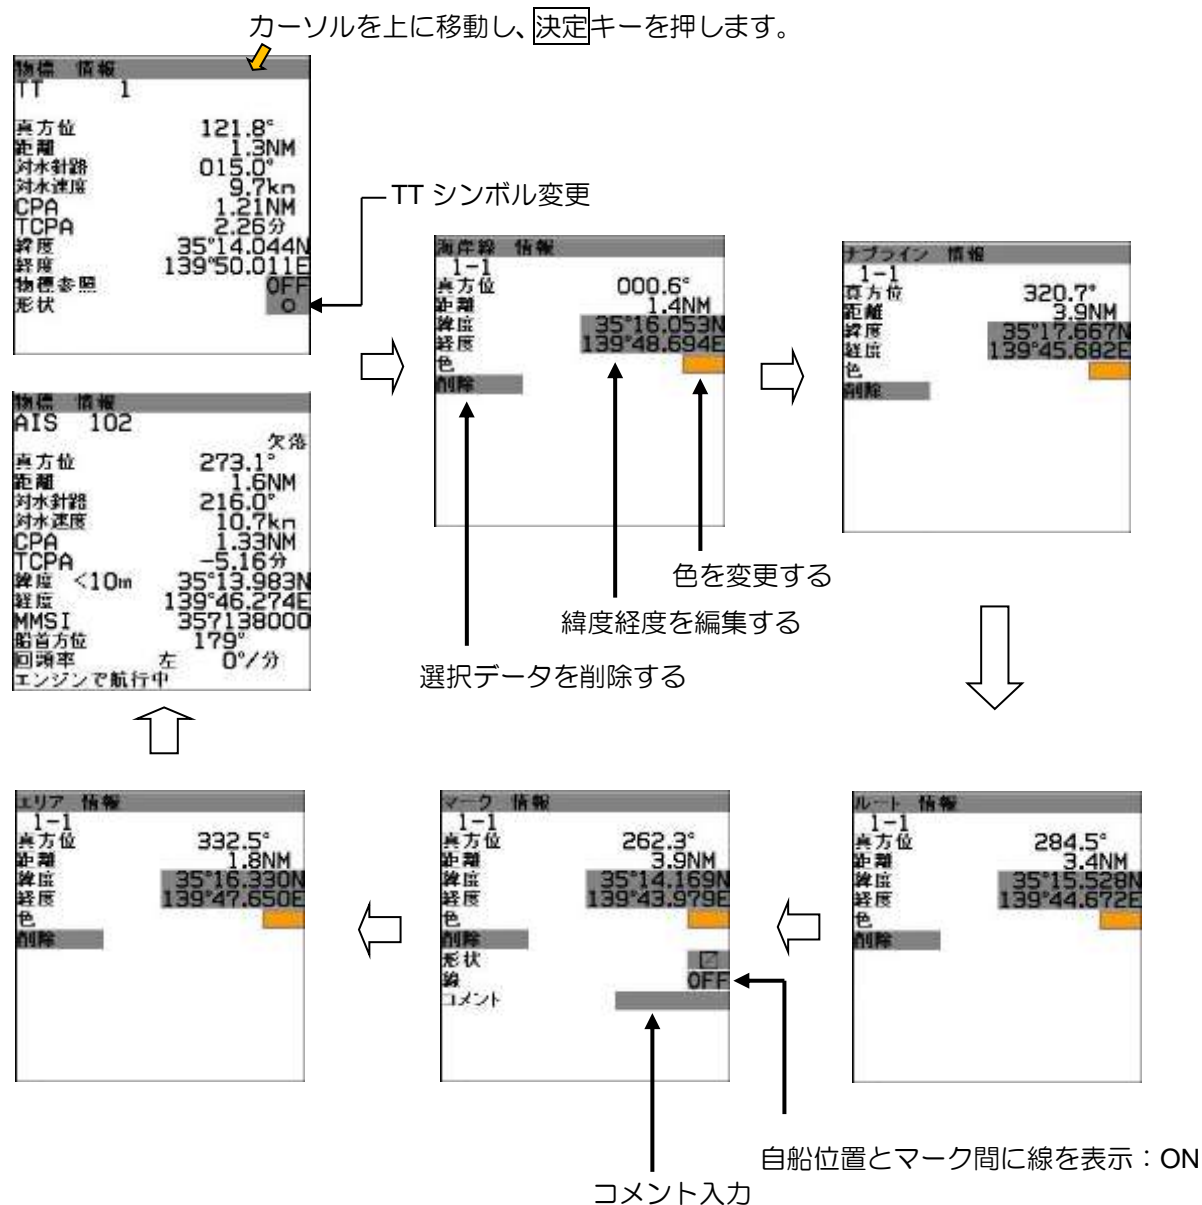 カーソルを上に移動し、決定キーを押します。
物標 情報
TT 1
真方位 121.8°
距離 1.3NM
対水針路 015.0°
対水速度 9.7kn
CPA 1.21NM
TCPA 2.26分
緯度 35°14.044N
経度 139°50.011E
物標参照 OFF
形状 O
TT シンボル変更
海岸線 情報
1-1
真方位 000.6°
距離 1.4NM
緯度 35°16.053N
経度 139°48.694E
色
削除
色を変更する
緯度経度を編集する
選択データを削除する
ナブライン 情報
1-1
真方位 320.7°
距離 3.9NM
緯度 35°17.667N
経度 139°45.682E
色
削除
物標 情報
AIS 102
欠落
真方位 273.1°
距離 1.6NM
対水針路 216.0°
対水速度 10.7kn
CPA 1.33NM
TCPA -5.16分
緯度 <10m 35°13.983N
経度 139°46.274E
MMSI 357138000
船首方位 179°
回頭率 左 0°/分
エンジンで航行中
エリア 情報
1-1
真方位 332.5°
距離 1.8NM
緯度 35°16.330N
経度 139°47.650E
色
削除
マーク 情報
1-1
真方位 262.3°
距離 3.9NM
緯度 35°14.169N
経度 139°43.979E
色
削除
形状
線 OFF
コメント
ルート 情報
1-1
真方位 284.5°
距離 3.4NM
緯度 35°15.528N
経度 139°44.672E
色
削除
自船位置とマーク間に線を表示：ON
コメント入力